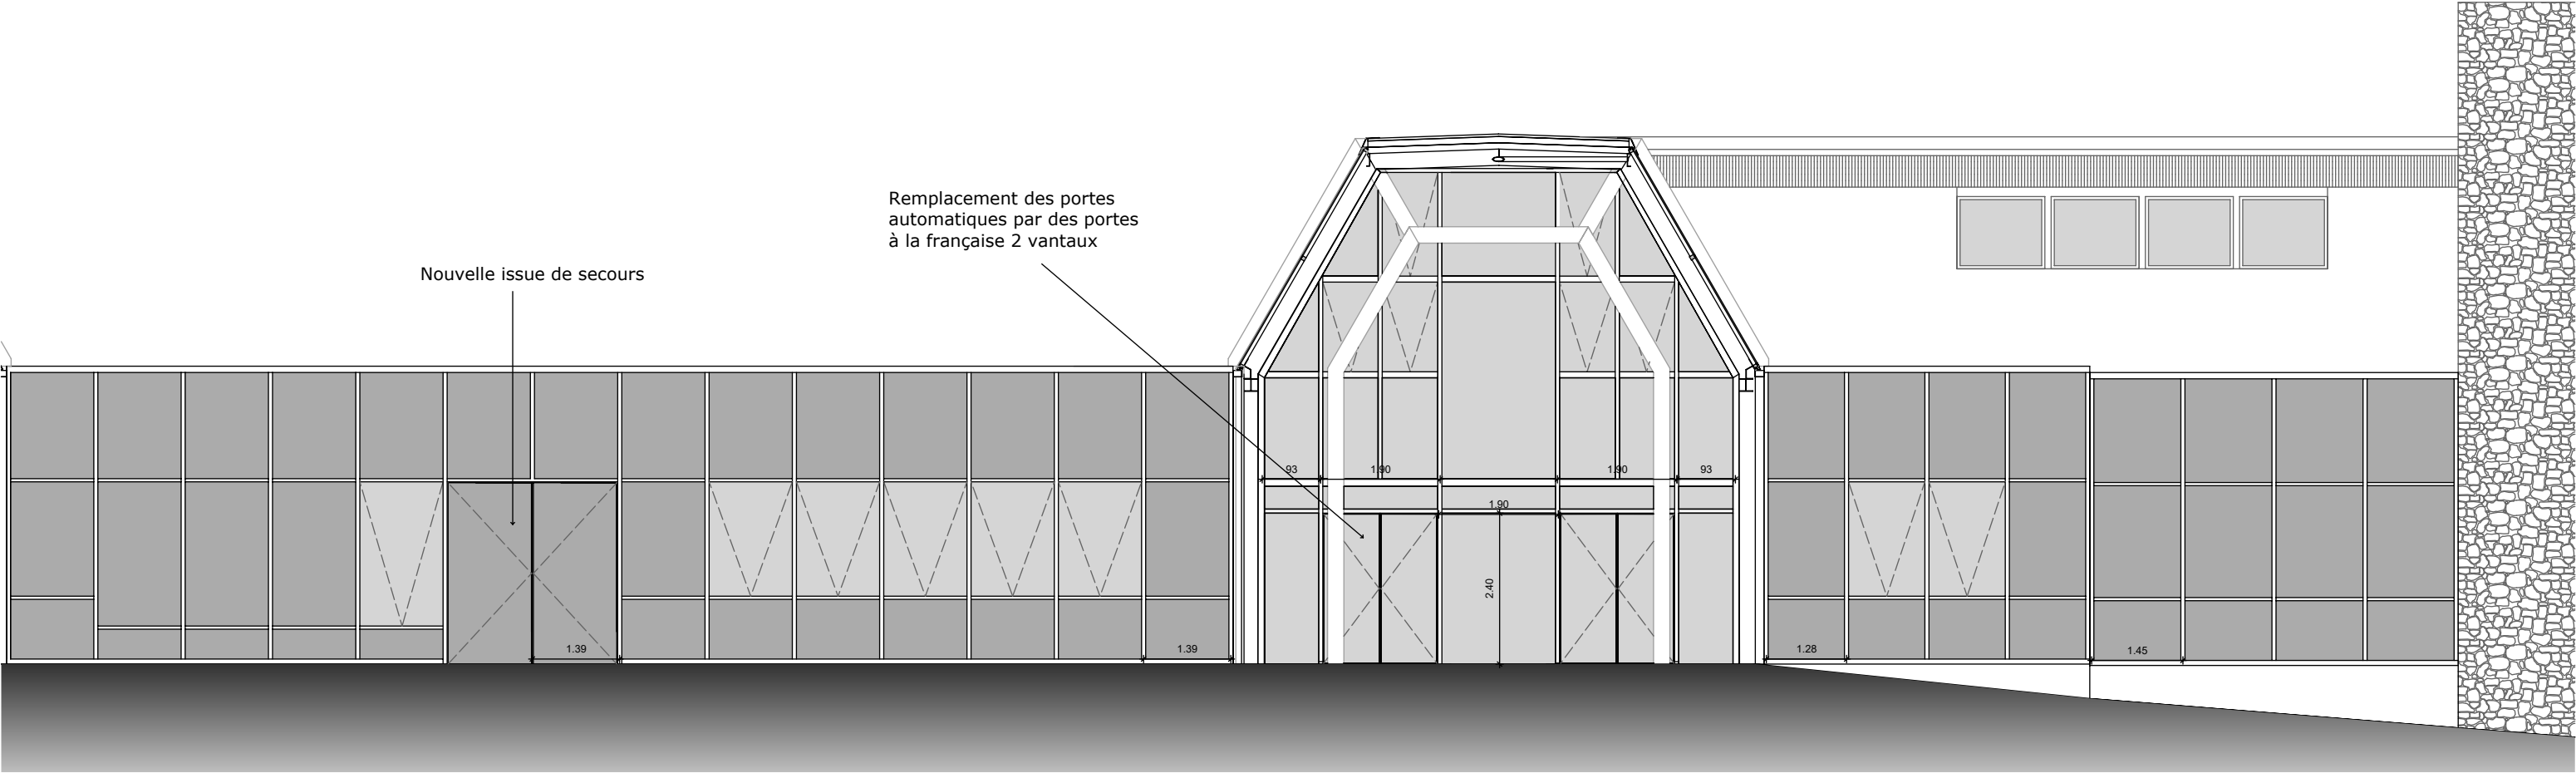 Remplacement des portes
automatiques par des portes
à la française 2 vantaux
Nouvelle issue de secours
93
1.90
1.90
93
1.90
2.40
1.39
1.39
1.28
1.45